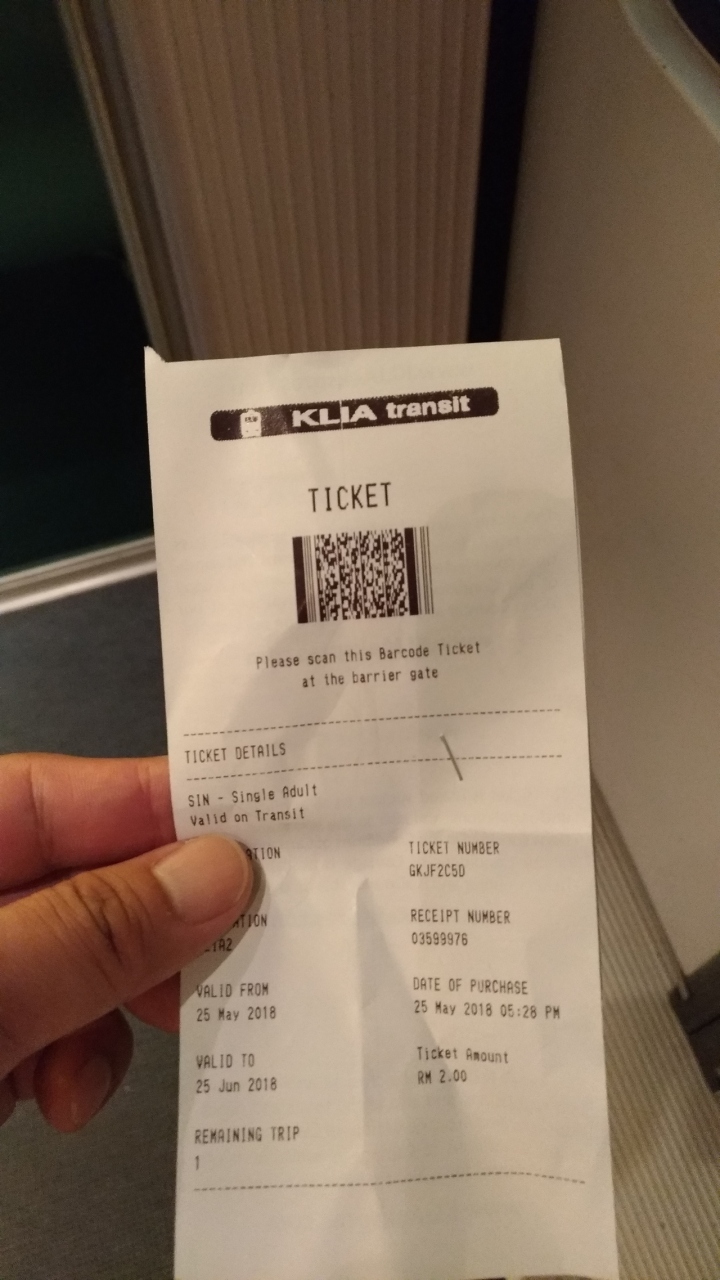 KLIA transit
TICKET
Please scan this Barcode Ticket
at the barrier gate
TICKET DETAILS
SIN - Single Adult
Valid on Transit
TICKET NUMBER
GKJF2C5D
RECEIPT NUMBER
03599976
VALID FROM
25 May 2018
DATE OF PURCHASE
25 May 2018 05:28 PM
VALID TO
25 Jun 2018
Ticket Amount
RM 2.00
REMAINING TRIP
1